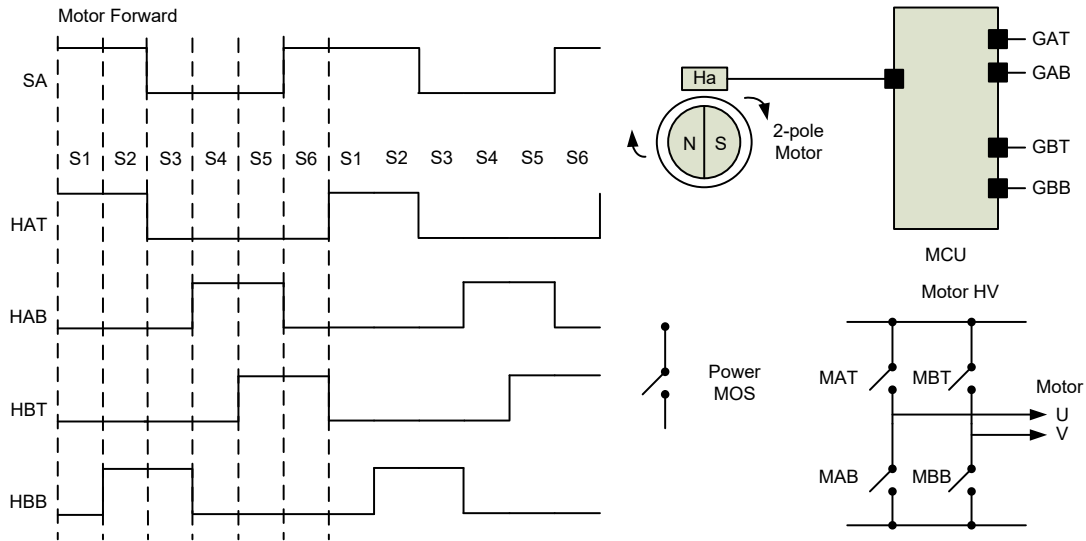 Motor Forward
SA
S1 S2 S3 S4 S5 S6 S1 S2 S3 S4 S5 S6
HAT
HAB
HBT
HBB
Ha
N S
2-pole
Motor
GAT
GAB
GBT
GBB
MCU
Power
MOS
Motor HV
MAT MBT
Motor
U
V
MAB MBB